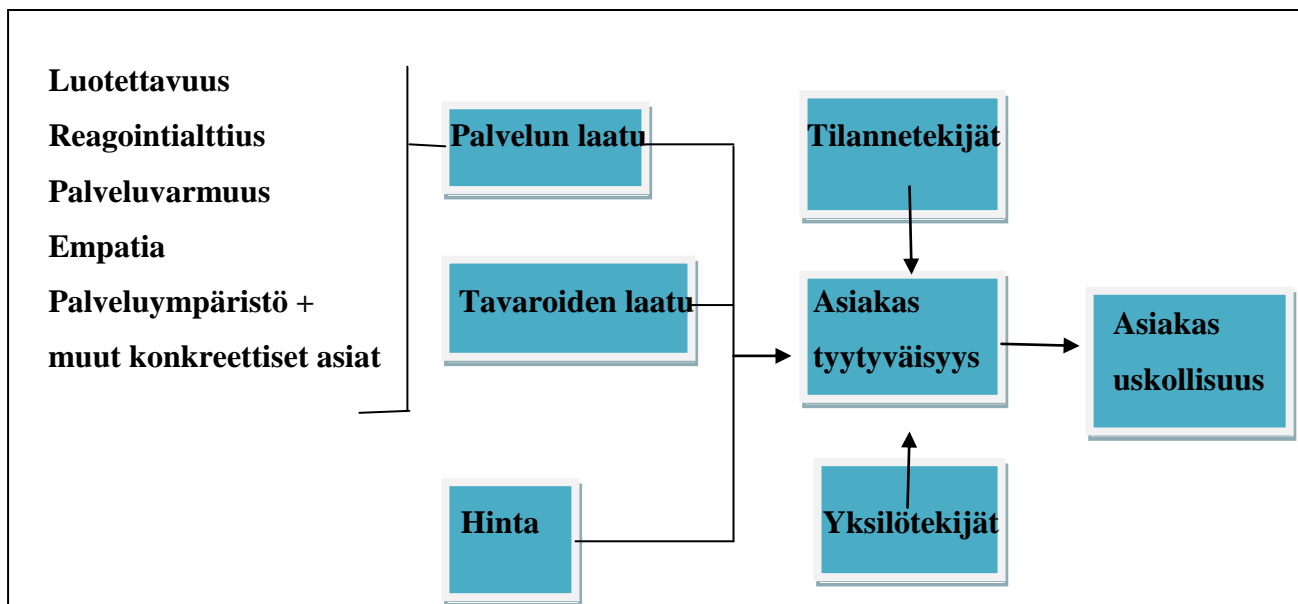 Luotettavuus
Reagointialttius
Palveluvarmuus
Empatia
Palveluympäristö +
muut konkreettiset asiat
Palvelun laatu
Tavaroiden laatu
Hinta
Tilannetekijät
Asiakas
tyytyväisyys
Yksilötekijät
Asiakas
uskollisuus